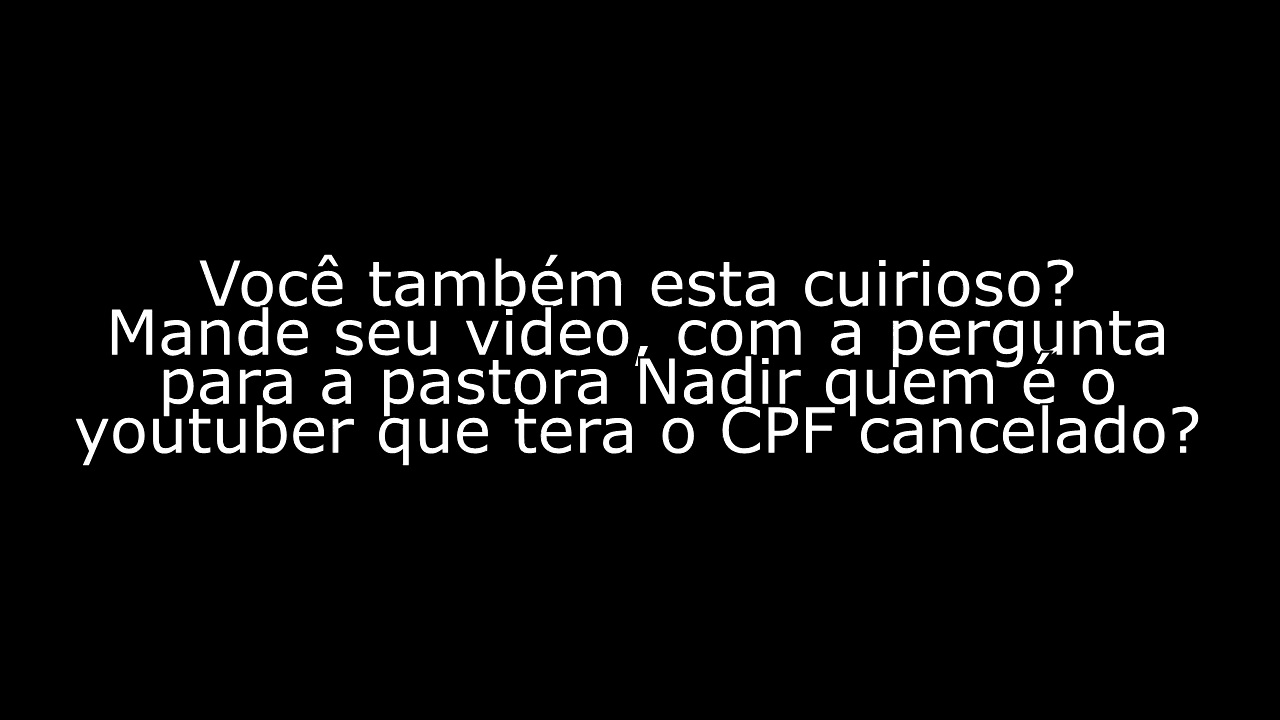 Você também esta cuirioso?
Mande seu video, com a pergunta
para a pastora Nadir quem é o
youtuber que tera o CPF cancelado?